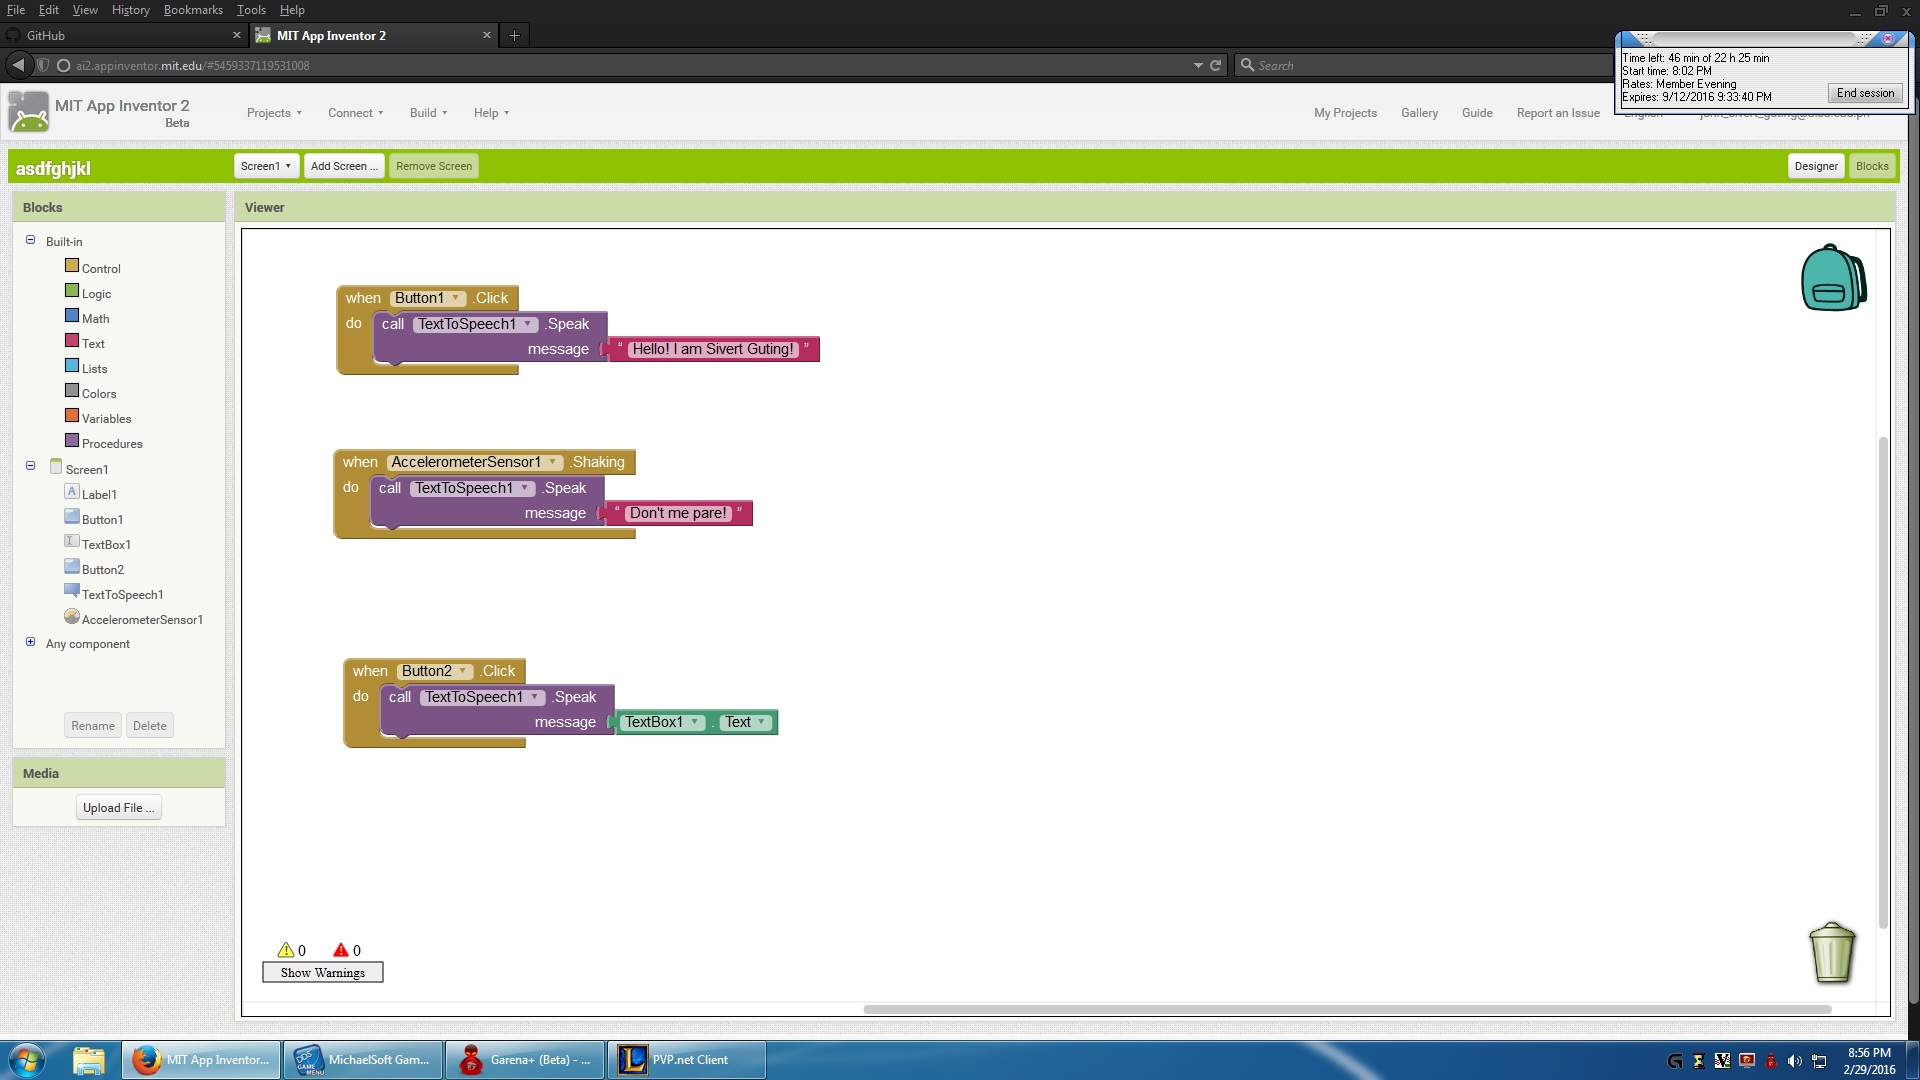 File Edit View History Bookmarks Tools Help
GitHub
MIT App Inventor 2
ai2.appinventor.mit.edu/#5459337119531008
Search
Time left: 46 min of 22 h 25 min
Start time: 8:02 PM
Rates: Member Evening
Expires: 9/12/2016 9:33:40 PM
End session
MIT App Inventor 2
Beta
Projects Connect Build Help
My Projects Gallery Guide Report an Issue
asdfghjkl
Screen1 Add Screen ... Remove Screen
Designer Blocks
Blocks
Viewer
Built-in
Control
Logic
Math
Text
Lists
Colors
Variables
Procedures
Screen1
Label1
Button1
TextBox1
Button2
TextToSpeech1
AccelerometerSensor1
Any component
Rename Delete
Media
Upload File ...
when Button1 .Click
do call TextToSpeech1 .Speak
message " Hello! I am Sivert Guting! "
when AccelerometerSensor1 .Shaking
do call TextToSpeech1 .Speak
message " Don't me pare! "
when Button2 .Click
do call TextToSpeech1 .Speak
message TextBox1 . Text
0 0
Show Warnings
MIT App Inventor...
MichaelSoft Gam...
Garena+ (Beta) - ...
PVP.net Client
8:56 PM
2/29/2016